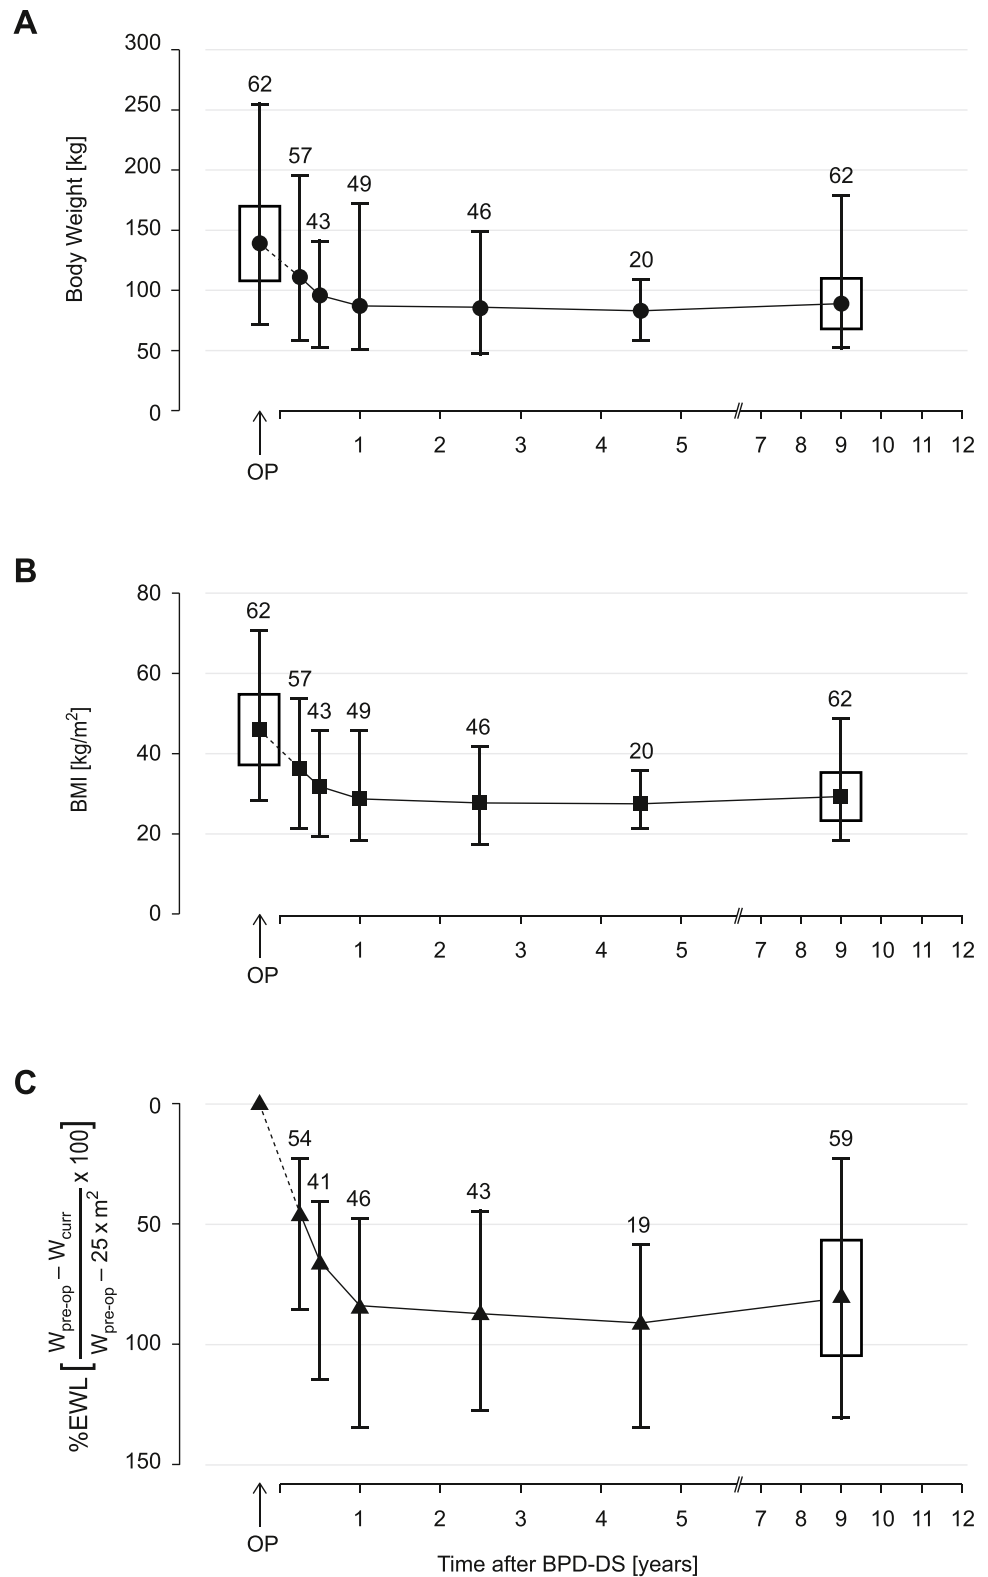 A
300
250
200
150
100
50
0
Body Weight [kg]
62
57
43
49
46
20
62
1 2 3 4 5 7 8 9 10 11 12
OP
B
80
60
40
20
0
BMI [kg/m²]
62
57
43
49
46
20
62
1 2 3 4 5 7 8 9 10 11 12
OP
C
0
50
100
150
%EWL [ W pre-op – W curr / W pre-op – 25 x m² x 100 ]
54
41
46
43
19
59
1 2 3 4 5 7 8 9 10 11 12
OP
Time after BPD-DS [years]